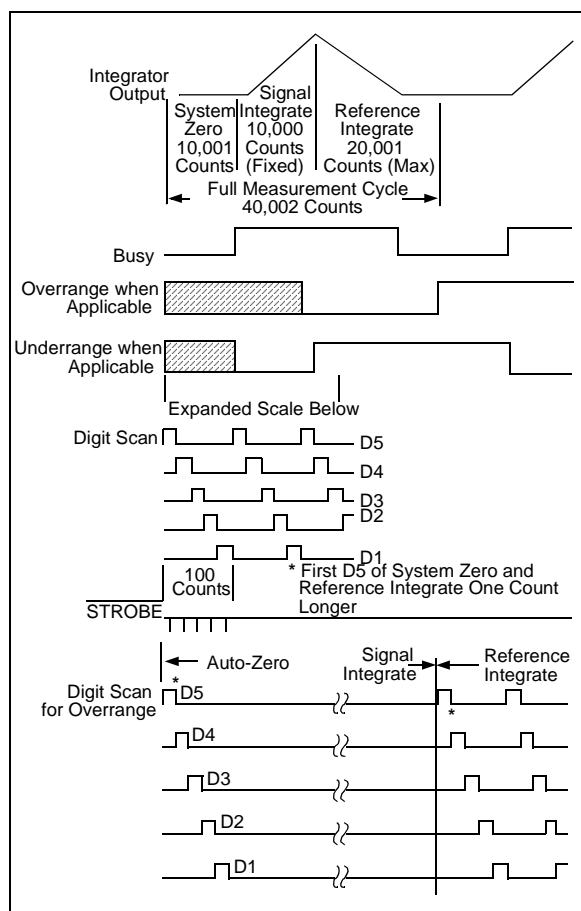 Integrator
Output
System
Zero
10,001
Counts
Signal
Integrate
10,000
Counts
(Fixed)
Reference
Integrate
20,001
Counts (Max)
Full Measurement Cycle
40,002 Counts
Busy
Overrange when
Applicable
Underrange when
Applicable
Expanded Scale Below
Digit Scan
D5
D4
D3
D2
D1
100
Counts
* First D5 of System Zero and
Reference Integrate One Count
Longer
STROBE
Auto-Zero
Signal
Integrate
Reference
Integrate
Digit Scan
for Overrange
* D5
*
D4
D3
D2
D1